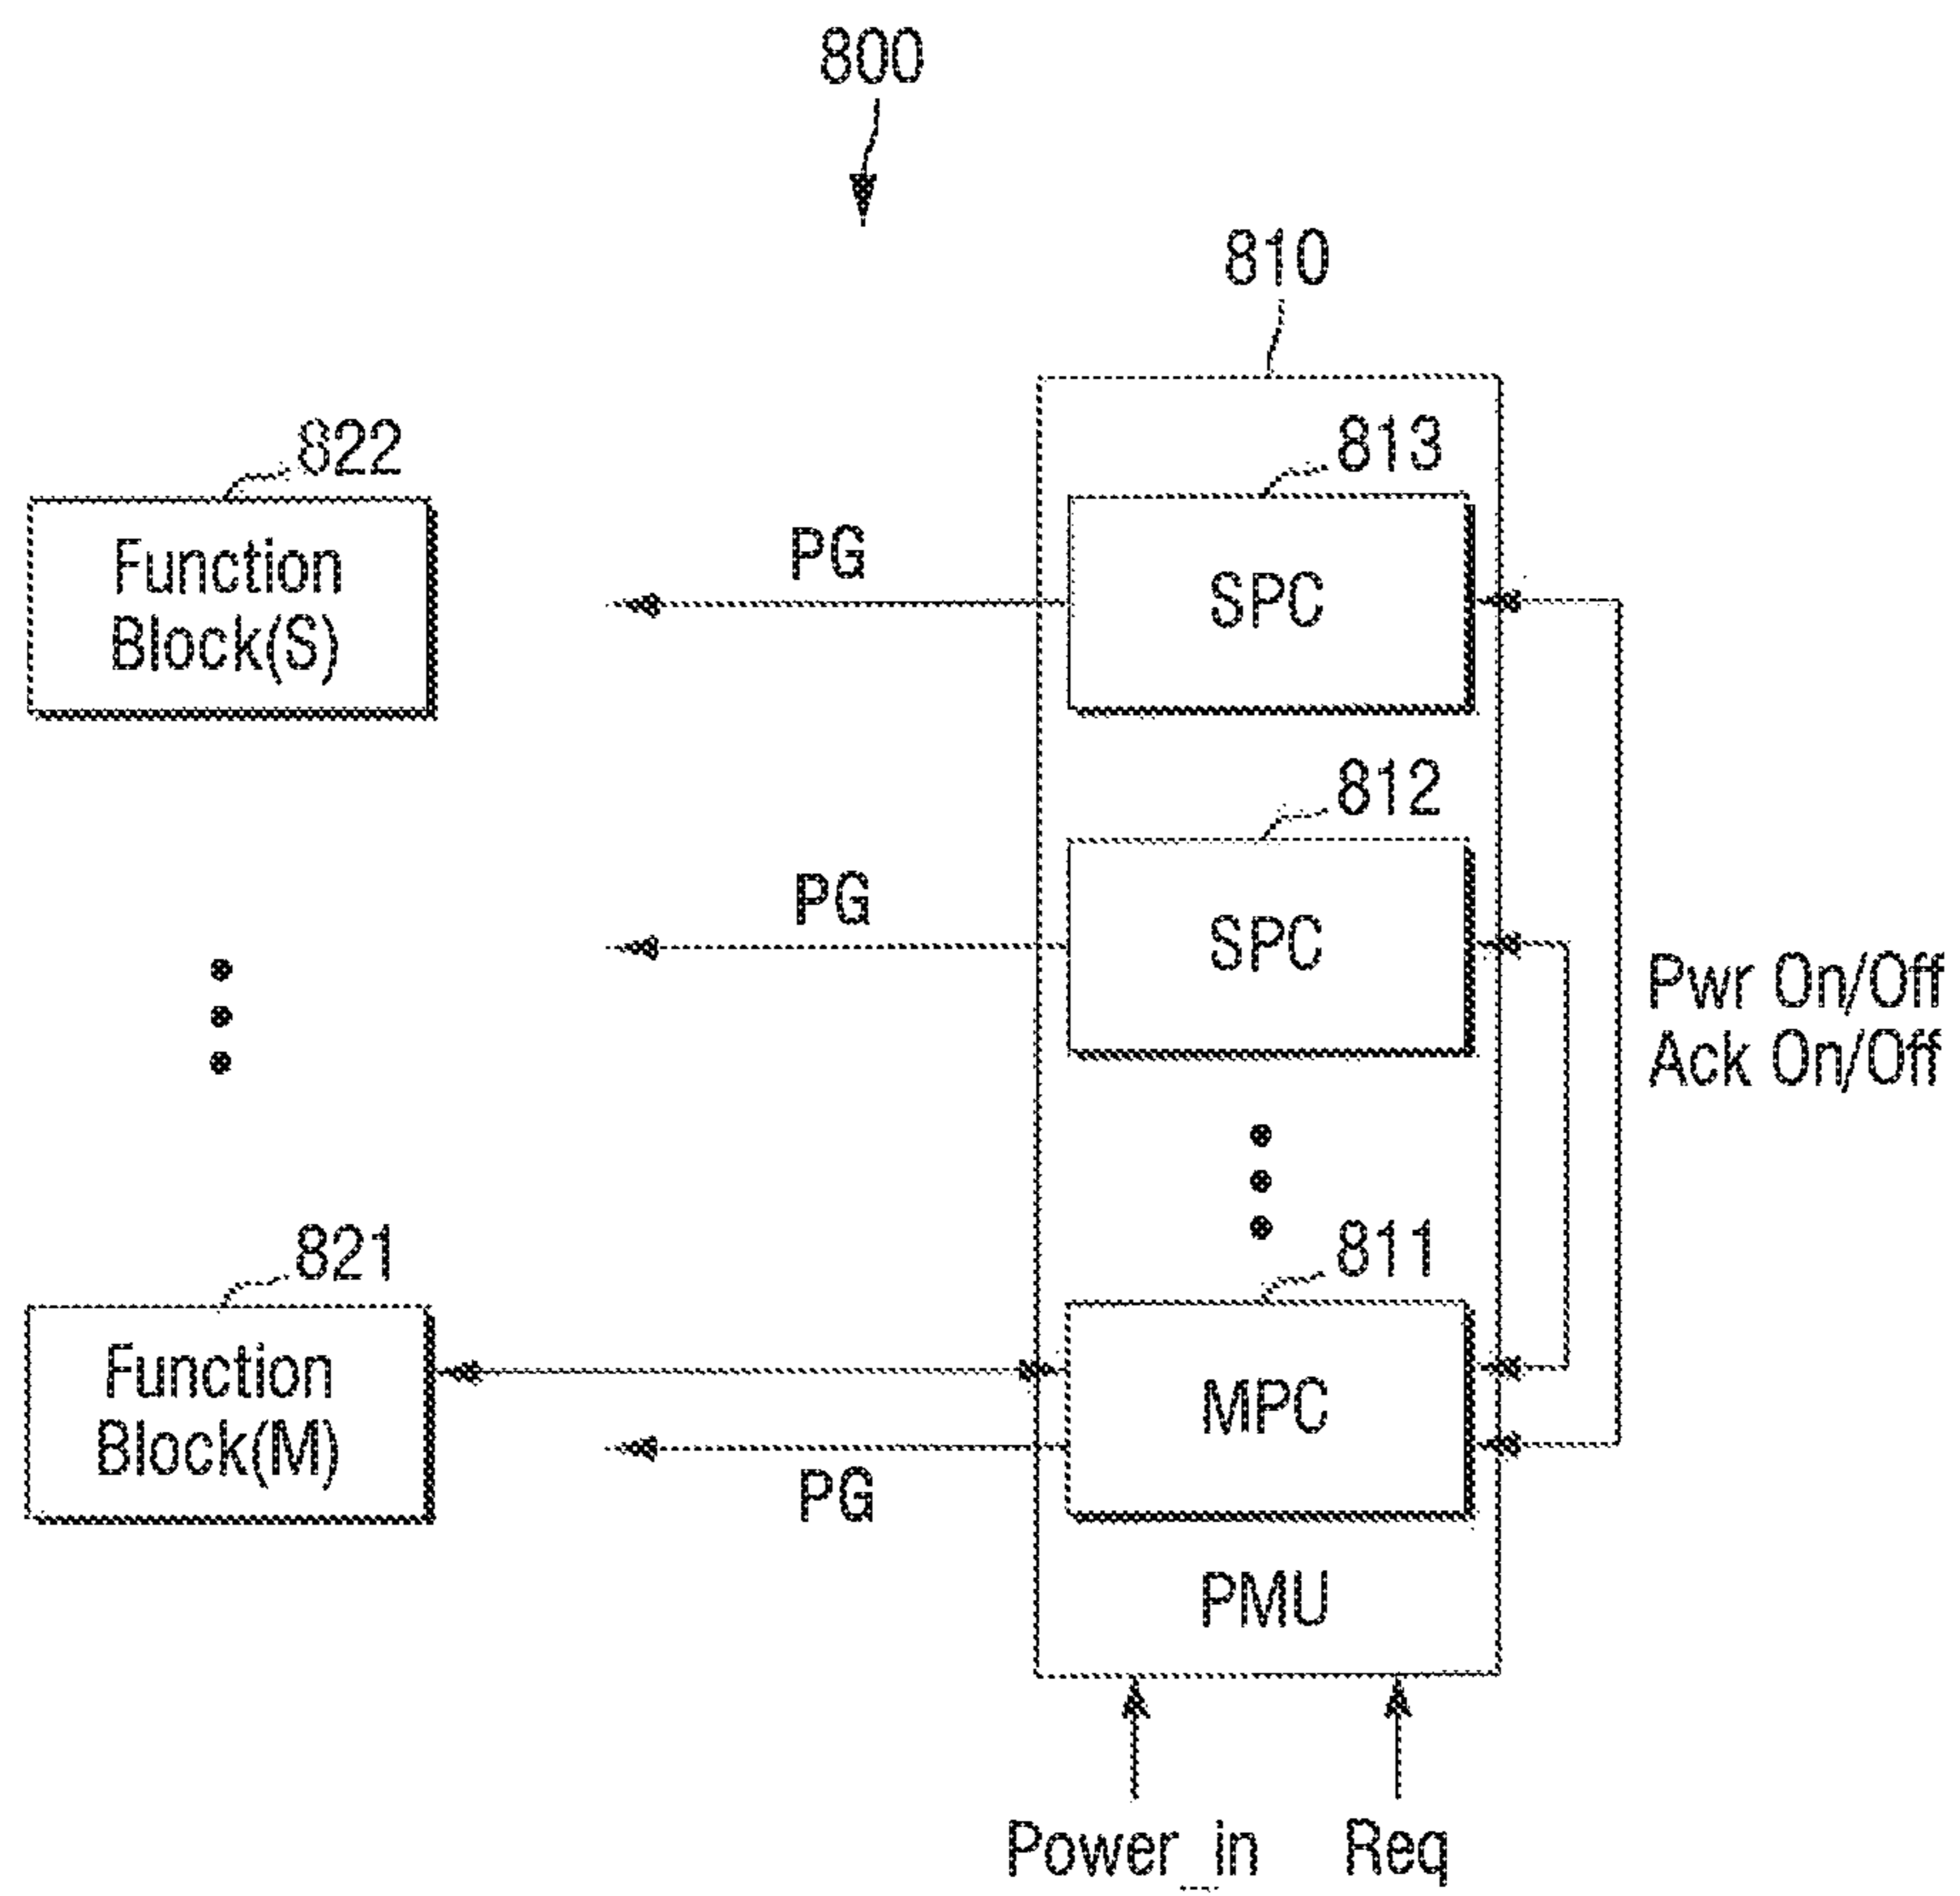 800
810
822
813
Function
Block(S)
PG
SPC
812
PG
SPC
Pwr On/Off
Ack On/Off
821
811
Function
Block(M)
MPC
PG
PMU
Power_in
Req